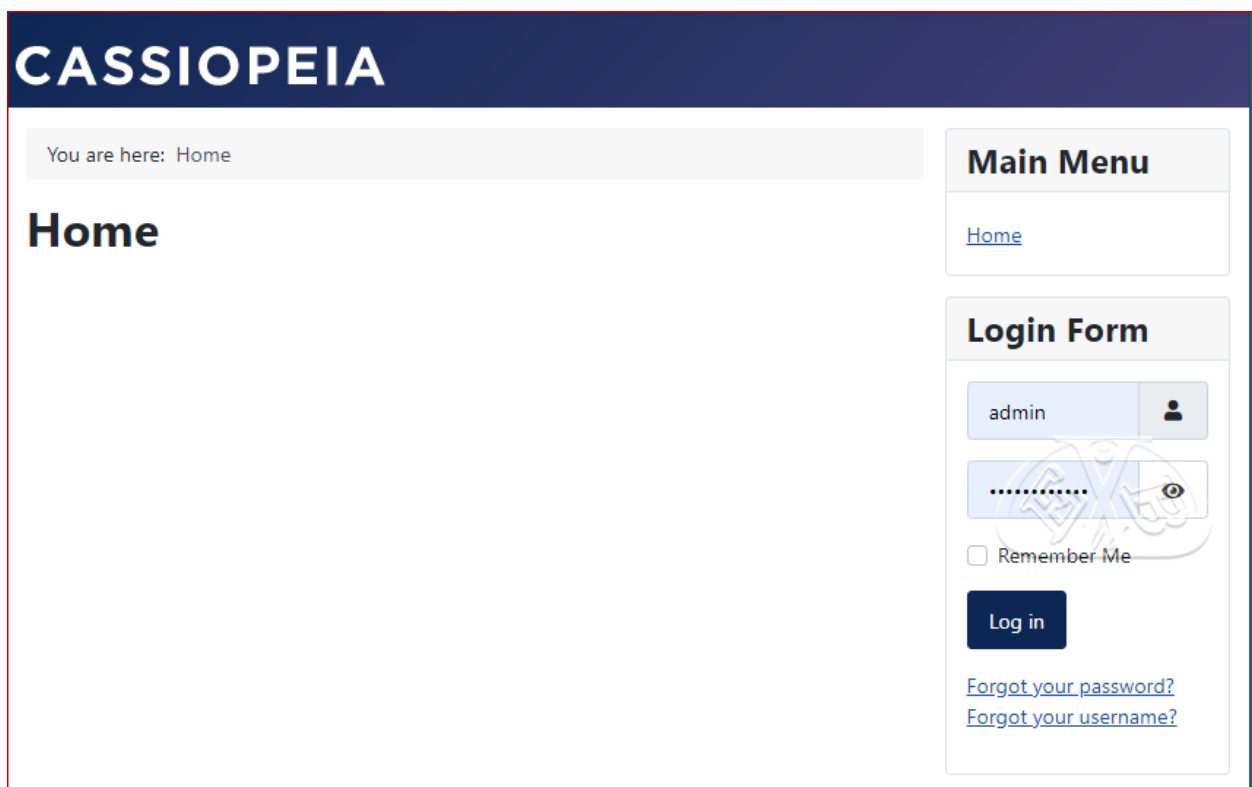 CASSIOPEIA
You are here: Home
Home
Main Menu
Home
Login Form
admin
••••••••••••
Remember Me
Log in
Forgot your password?
Forgot your username?